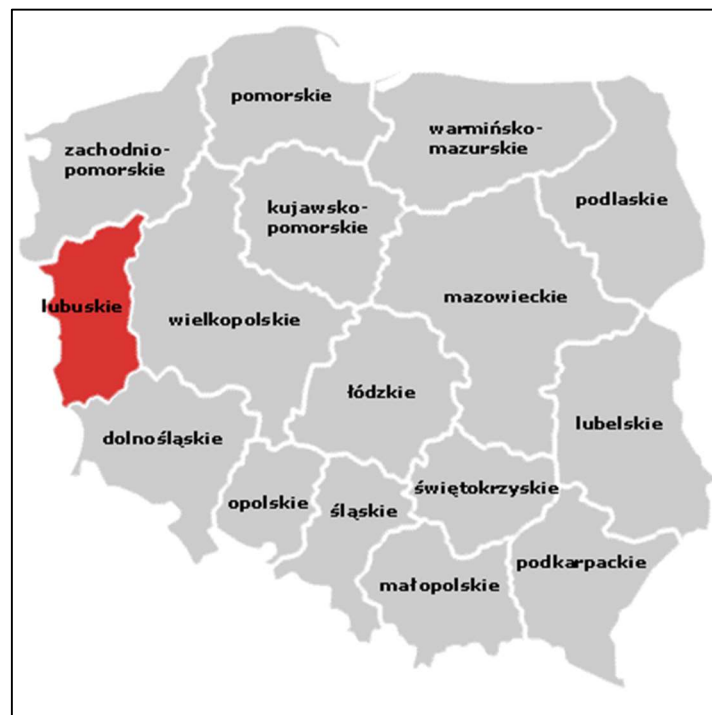 pomorskie
warmińsko-
mazurskie
zachodnio-
pomorskie
podlaskie
kujawsko-
pomorskie
mazowieckie
lubuskie
wielkopolskie
łódzkie
lubelskie
dolnośląskie
świętokrzyskie
opolskie
śląskie
podkarpackie
małopolskie